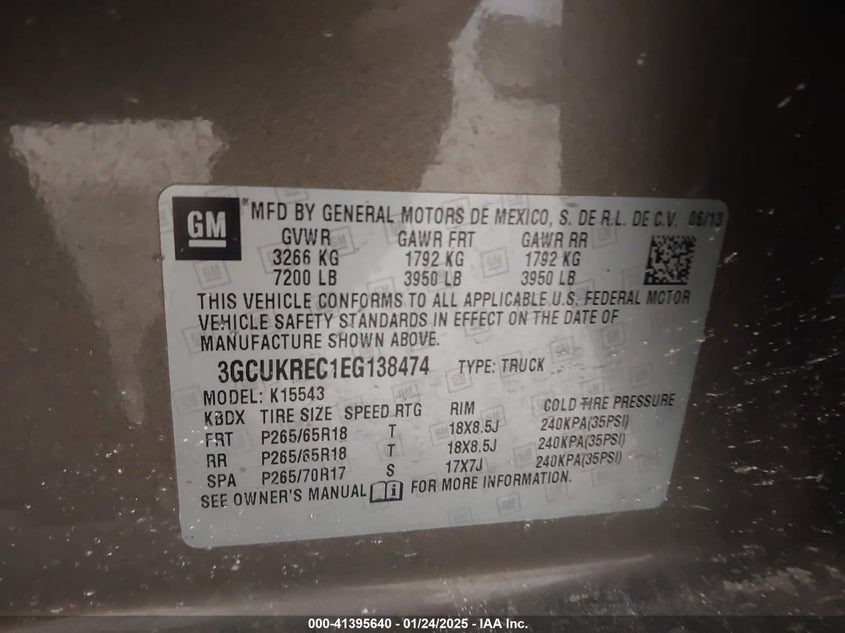 GM
*MFD BY GENERAL MOTORS DE MEXICO, S. DE R.L. DE C.V. 05/13
GVWR GAWR FRT GAWR RR
3266 KG 1792 KG 1792 KG
7200 LB 3950 LB 3950 LB
THIS VEHICLE CONFORMS TO ALL APPLICABLE U.S. FEDERAL MOTOR
VEHICLE SAFETY STANDARDS IN EFFECT ON THE DATE OF
MANUFACTURE SHOWN ABOVE.
3GCUKREC1EG138474 TYPE: TRUCK
MODEL: K15543
KBDX TIRE SIZE SPEED RTG RIM COLD TIRE PRESSURE
FRT P265/65R18 T 18X8.5J 240KPA(35PSI)
RR P265/65R18 T 18X8.5J 240KPA(35PSI)
SPA P265/70R17 S 17X7J 240KPA(35PSI)
SEE OWNER'S MANUAL FOR MORE INFORMATION.
000-41395640 - 01/24/2025 - IAA Inc.